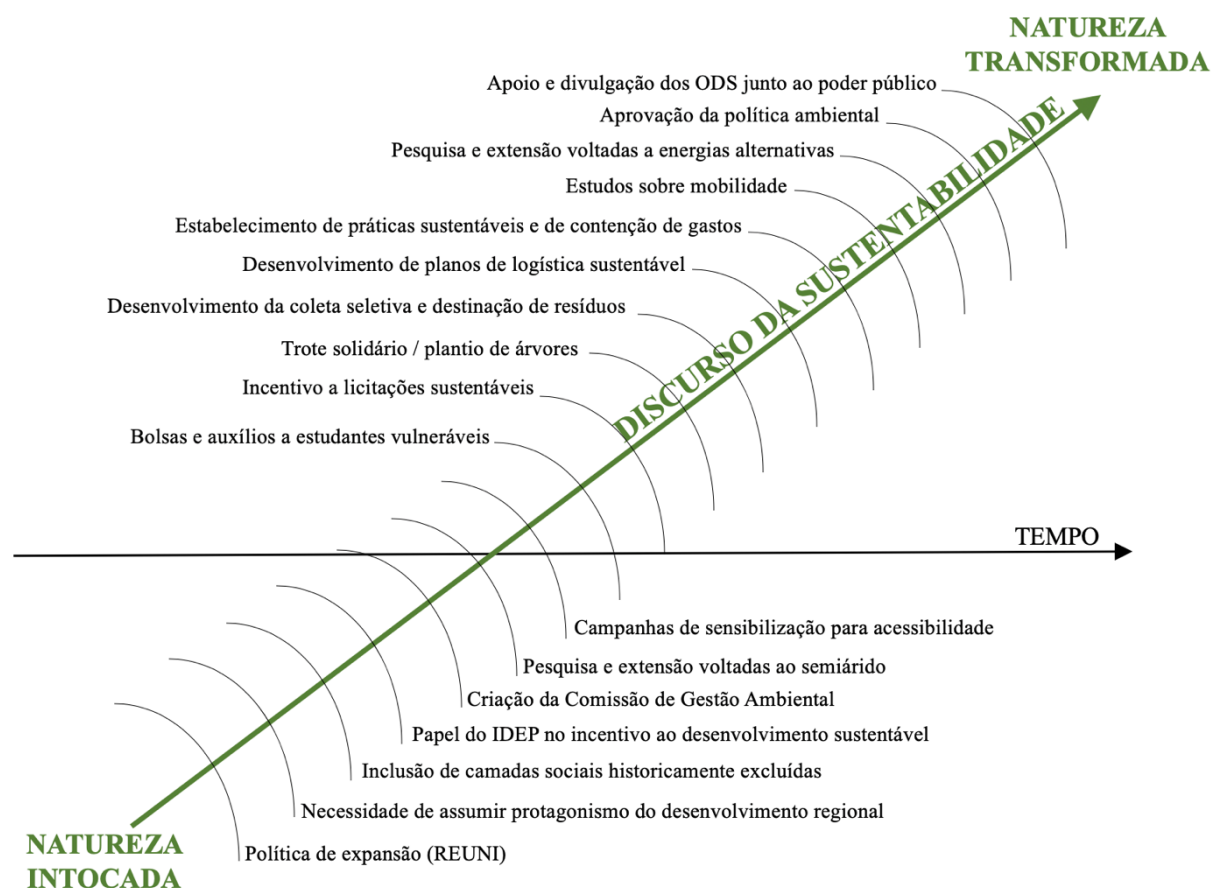 NATUREZA
TRANSFORMADA
Apoio e divulgação dos ODS junto ao poder público
Aprovação da política ambiental
Pesquisa e extensão voltadas a energias alternativas
Estudos sobre mobilidade
Estabelecimento de práticas sustentáveis e de contenção de gastos
Desenvolvimento de planos de logística sustentável
Desenvolvimento da coleta seletiva e destinação de resíduos
Trote solidário / plantio de árvores
Incentivo a licitações sustentáveis
Bolsas e auxílios a estudantes vulneráveis
DISCURSO DA SUSTENTABILIDADE
TEMPO
Campanhas de sensibilização para acessibilidade
Pesquisa e extensão voltadas ao semiárido
Criação da Comissão de Gestão Ambiental
Papel do IDEP no incentivo ao desenvolvimento sustentável
Inclusão de camadas sociais historicamente excluídas
Necessidade de assumir protagonismo do desenvolvimento regional
Política de expansão (REUNI)
NATUREZA
INTOCADA